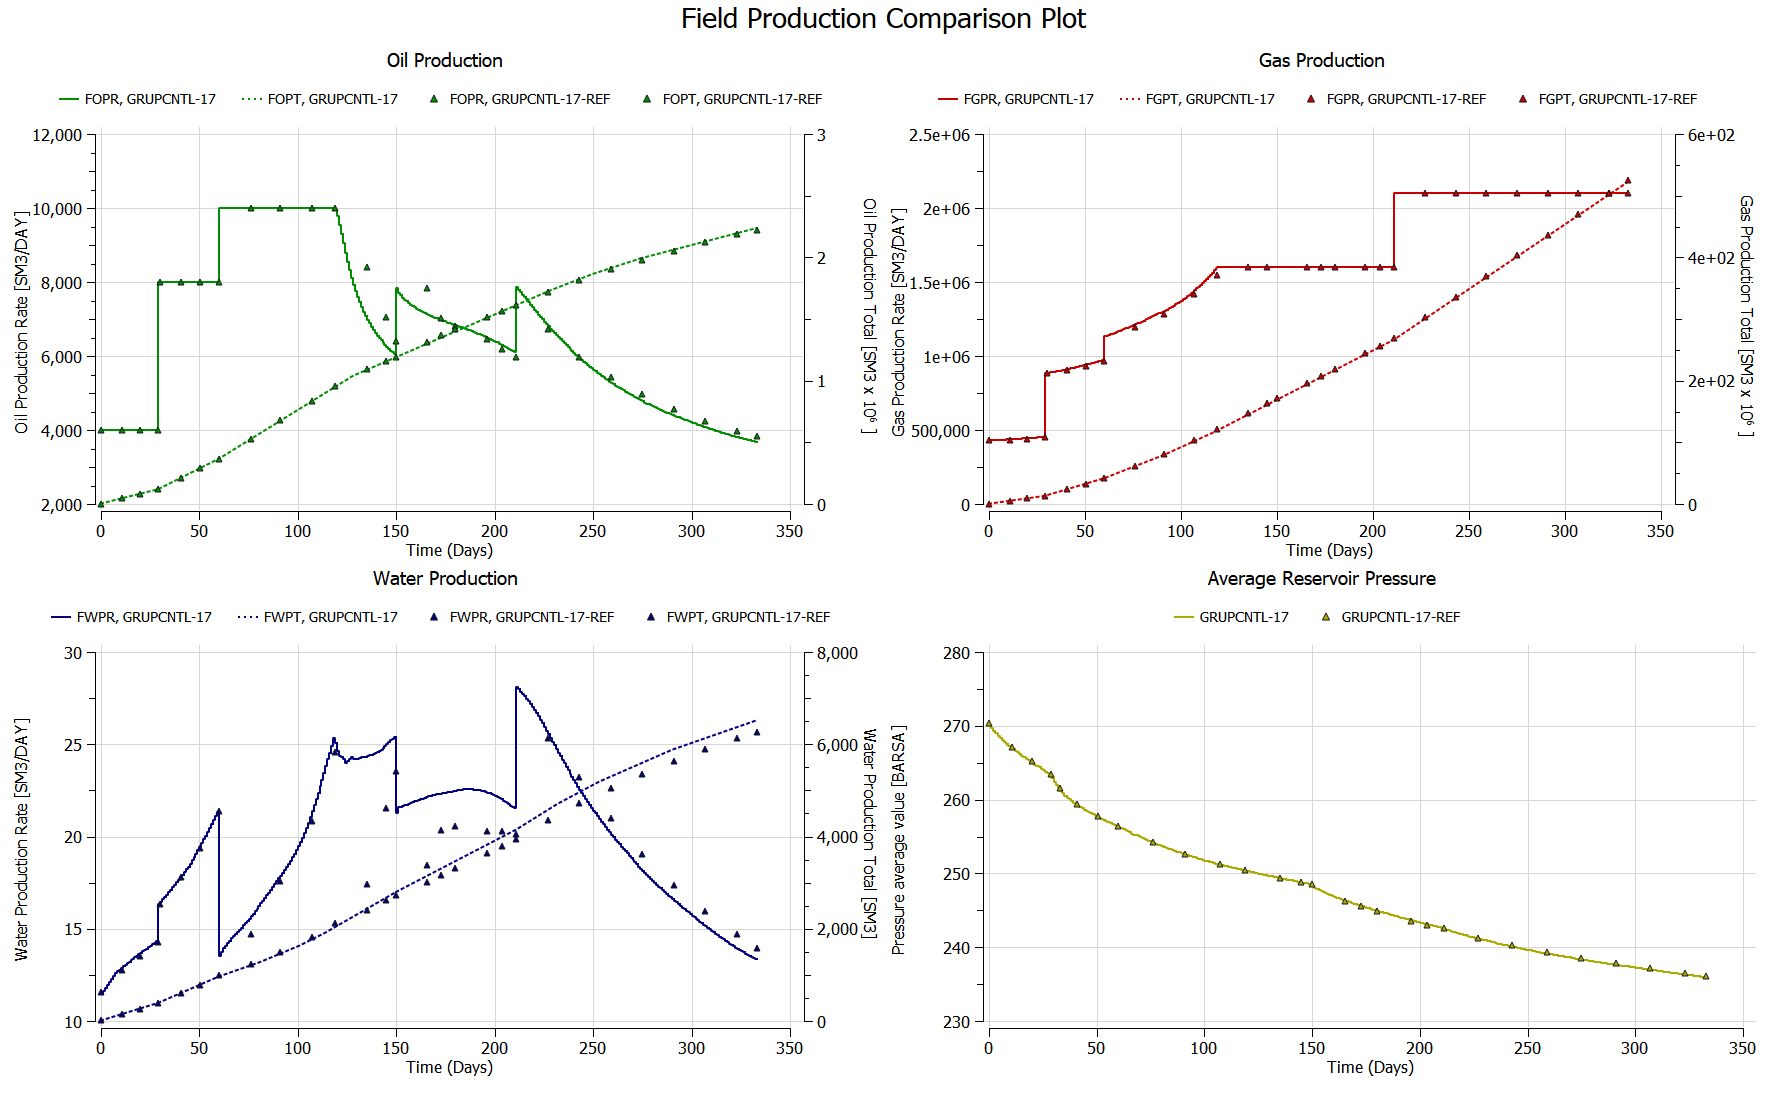 Field Production Comparison Plot
Oil Production
FOPR, GRUPCNTL-17 FOPT, GRUPCNTL-17 FOPR, GRUPCNTL-17-REF FOPT, GRUPCNTL-17-REF
12,000
10,000
8,000
6,000
4,000
2,000
Oil Production Rate [SM3/DAY]
3
2
1
0
Oil Production Total [SM3 x 10⁶ ]
0 50 100 150 200 250 300 350
Time (Days)
Gas Production
FGPR, GRUPCNTL-17 FGPT, GRUPCNTL-17 FGPR, GRUPCNTL-17-REF FGPT, GRUPCNTL-17-REF
2.5e+06
2e+06
1.5e+06
1e+06
500,000
0
Gas Production Rate [SM3/DAY]
6e+02
4e+02
2e+02
0
Gas Production Total [SM3 x 10⁶ ]
0 50 100 150 200 250 300 350
Time (Days)
Water Production
FWPR, GRUPCNTL-17 FWPT, GRUPCNTL-17 FWPR, GRUPCNTL-17-REF FWPT, GRUPCNTL-17-REF
30
25
20
15
10
Water Production Rate [SM3/DAY]
8,000
6,000
4,000
2,000
0
Water Production Total [SM3]
0 50 100 150 200 250 300 350
Time (Days)
Average Reservoir Pressure
GRUPCNTL-17 GRUPCNTL-17-REF
280
270
260
250
240
230
Pressure average value [BARSA]
0 50 100 150 200 250 300 350
Time (Days)